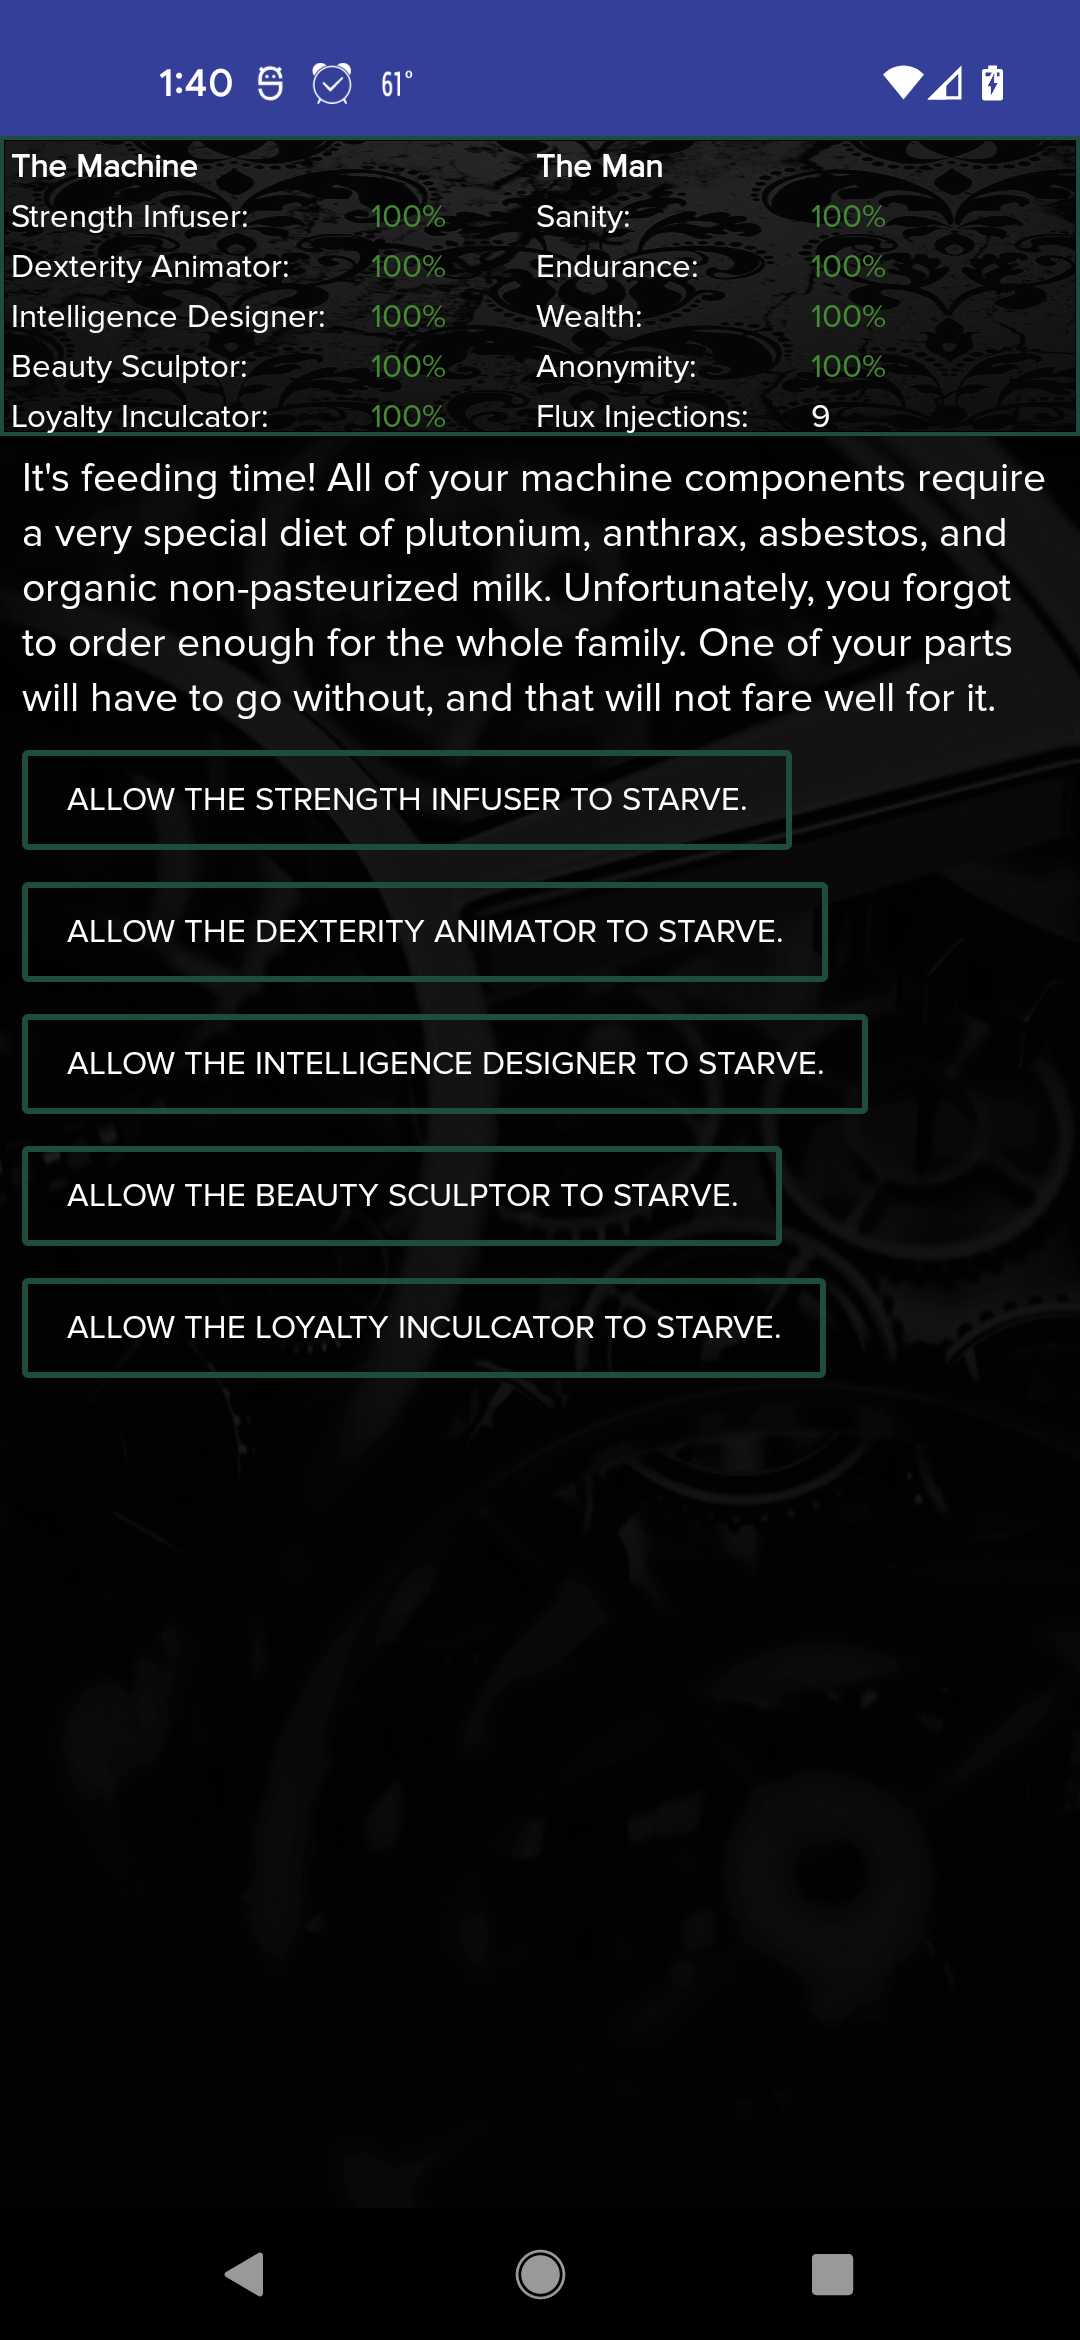 1:40 61°
The Machine The Man
Strength Infuser: 100% Sanity: 100%
Dexterity Animator: 100% Endurance: 100%
Intelligence Designer: 100% Wealth: 100%
Beauty Sculptor: 100% Anonymity: 100%
Loyalty Inculcator: 100% Flux Injections: 9
It's feeding time! All of your machine components require
a very special diet of plutonium, anthrax, asbestos, and
organic non-pasteurized milk. Unfortunately, you forgot
to order enough for the whole family. One of your parts
will have to go without, and that will not fare well for it.
ALLOW THE STRENGTH INFUSER TO STARVE.
ALLOW THE DEXTERITY ANIMATOR TO STARVE.
ALLOW THE INTELLIGENCE DESIGNER TO STARVE.
ALLOW THE BEAUTY SCULPTOR TO STARVE.
ALLOW THE LOYALTY INCULCATOR TO STARVE.